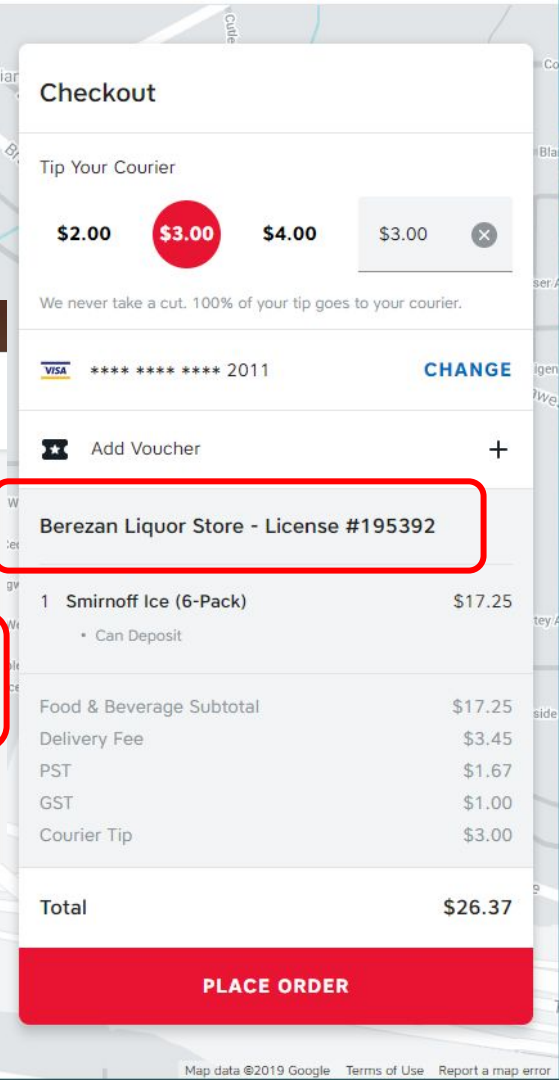 Cutle
Checkout
Tip Your Courier
$2.00 $3.00 $4.00 $3.00
We never take a cut. 100% of your tip goes to your courier.
VISA **** **** **** 2011 CHANGE
Add Voucher +
Berezan Liquor Store - License #195392
1 Smirnoff Ice (6-Pack) $17.25
• Can Deposit
Food & Beverage Subtotal $17.25
Delivery Fee $3.45
PST $1.67
GST $1.00
Courier Tip $3.00
Total $26.37
PLACE ORDER
Map data ©2019 Google Terms of Use Report a map error